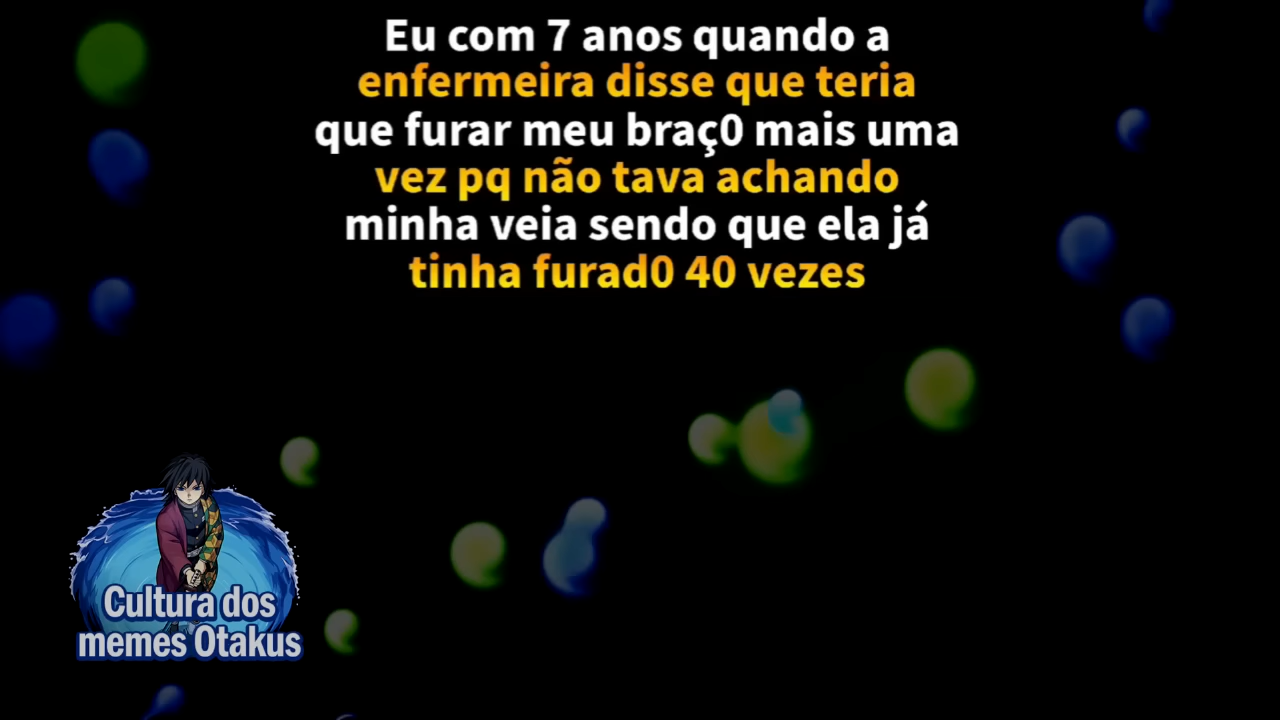 Eu com 7 anos quando a
enfermeira disse que teria
que furar meu braç0 mais uma
vez pq não tava achando
minha veia sendo que ela já
tinha furad0 40 vezes
Cultura dos
memes Otakus